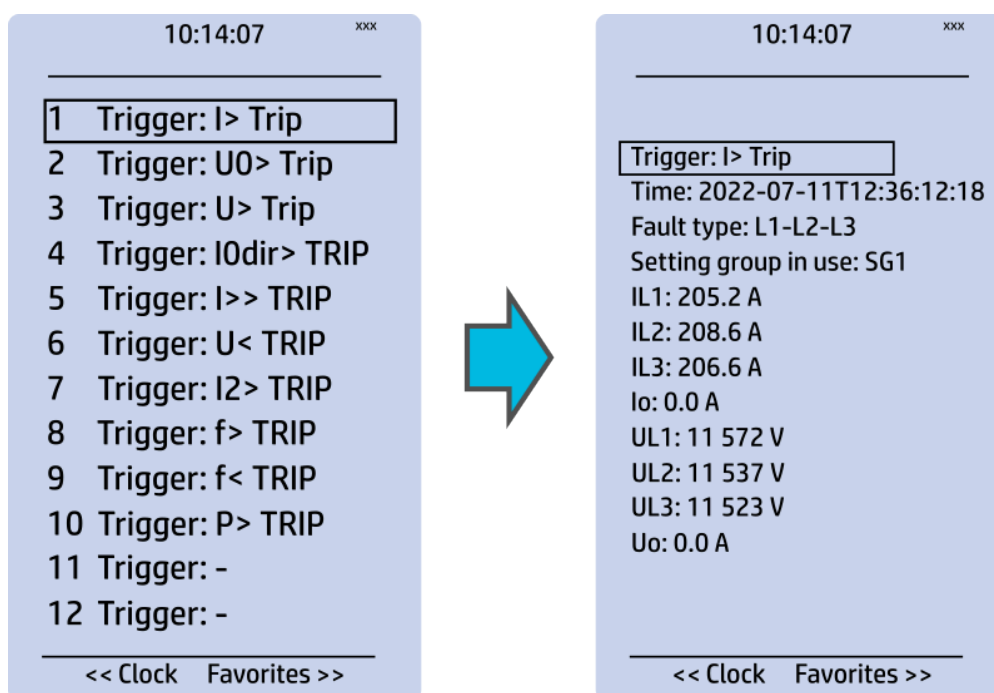 10:14:07 xxx
1 Trigger: I> Trip
2 Trigger: U0> Trip
3 Trigger: U> Trip
4 Trigger: I0dir> TRIP
5 Trigger: I>> TRIP
6 Trigger: U< TRIP
7 Trigger: I2> TRIP
8 Trigger: f> TRIP
9 Trigger: f< TRIP
10 Trigger: P> TRIP
11 Trigger: -
12 Trigger: -
<< Clock Favorites >>
10:14:07 xxx
Trigger: I> Trip
Time: 2022-07-11T12:36:12:18
Fault type: L1-L2-L3
Setting group in use: SG1
IL1: 205.2 A
IL2: 208.6 A
IL3: 206.6 A
Io: 0.0 A
UL1: 11 572 V
UL2: 11 537 V
UL3: 11 523 V
Uo: 0.0 A
<< Clock Favorites >>